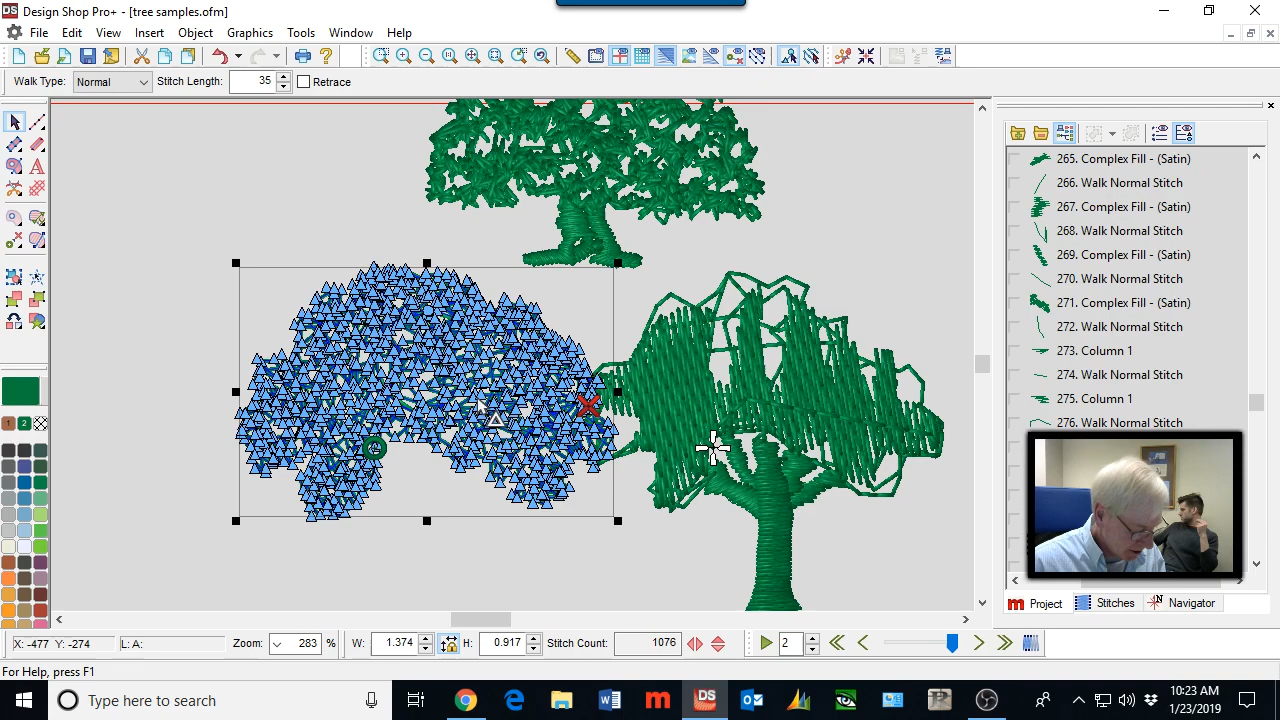 DS Design Shop Pro+ - [tree samples.ofm]
File Edit View Insert Object Graphics Tools Window Help
Walk Type: Normal Stitch Length: 35 Retrace
265. Complex Fill - (Satin)
266. Walk Normal Stitch
267. Complex Fill - (Satin)
268. Walk Normal Stitch
269. Complex Fill - (Satin)
270. Walk Normal Stitch
271. Complex Fill - (Satin)
272. Walk Normal Stitch
273. Column 1
274. Walk Normal Stitch
275. Column 1
276. Walk Normal Stitch
1 2
Project Stitches Navigator
X: -477 Y: -274 L: A: Zoom: 283 % W: 1.374 H: 0.917 Stitch Count: 1076 2
For Help, press F1
Type here to search
DS
10:23 AM
1/23/2019